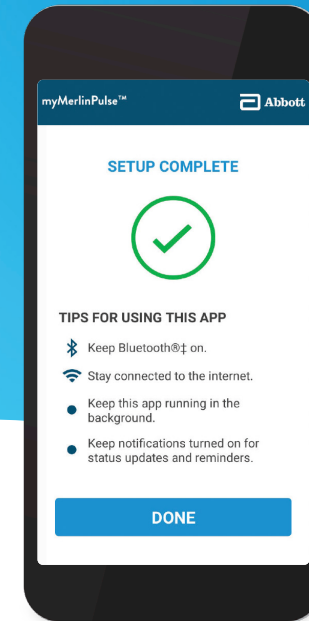 myMerlinPulse™ Abbott
SETUP COMPLETE
TIPS FOR USING THIS APP
Keep Bluetooth®‡ on.
Stay connected to the internet.
Keep this app running in the
background.
Keep notifications turned on for
status updates and reminders.
DONE